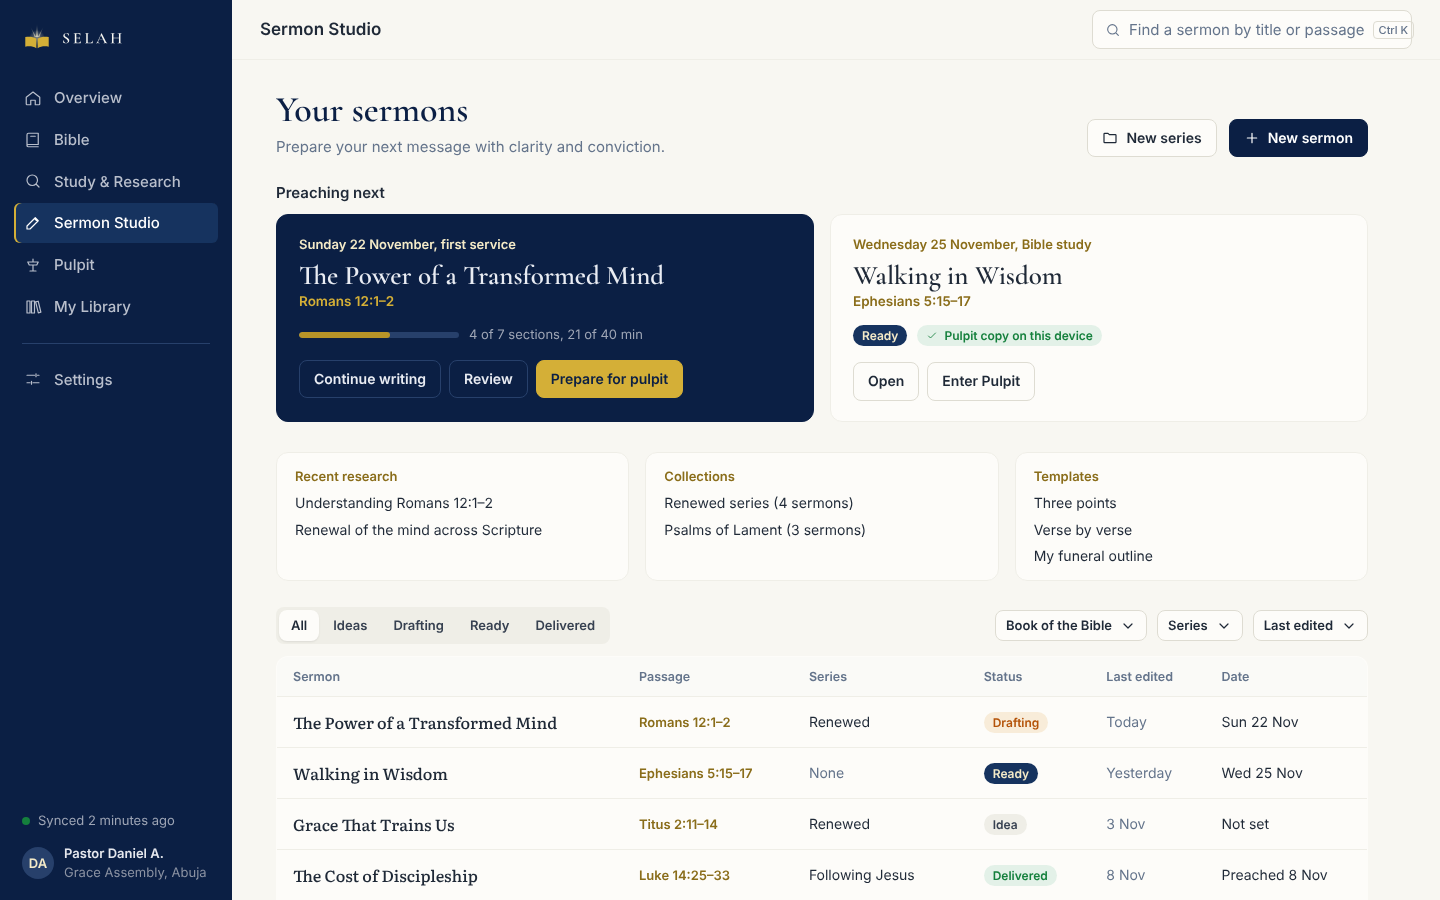 SELAH
Overview
Bible
Study & Research
Sermon Studio
Pulpit
My Library
Settings
Synced 2 minutes ago
DA
Pastor Daniel A.
Grace Assembly, Abuja
Sermon Studio
Find a sermon by title or passage
Ctrl K
Your sermons
Prepare your next message with clarity and conviction.
New series
New sermon
Preaching next
Sunday 22 November, first service
The Power of a Transformed Mind
Romans 12:1–2
4 of 7 sections, 21 of 40 min
Continue writing
Review
Prepare for pulpit
Wednesday 25 November, Bible study
Walking in Wisdom
Ephesians 5:15–17
Ready
Pulpit copy on this device
Open
Enter Pulpit
Recent research
Understanding Romans 12:1–2
Renewal of the mind across Scripture
Collections
Renewed series (4 sermons)
Psalms of Lament (3 sermons)
Templates
Three points
Verse by verse
My funeral outline
All Ideas Drafting Ready Delivered
Book of the Bible
Series
Last edited
Sermon Passage Series Status Last edited Date
The Power of a Transformed Mind Romans 12:1–2 Renewed Drafting Today Sun 22 Nov
Walking in Wisdom Ephesians 5:15–17 None Ready Yesterday Wed 25 Nov
Grace That Trains Us Titus 2:11–14 Renewed Idea 3 Nov Not set
The Cost of Discipleship Luke 14:25–33 Following Jesus Delivered 8 Nov Preached 8 Nov